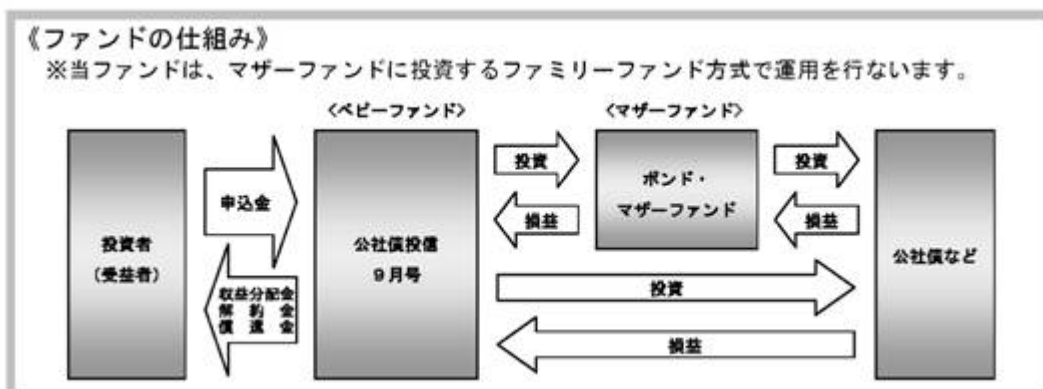 《ファンドの仕組み》
※当ファンドは、マザーファンドに投資するファミリーファンド方式で運用を行ないます。
〈ベビーファンド〉
〈マザーファンド〉
投資者
(受益者)
申込金
収益分配金
解約金
償還金
公社債投信
9月号
投資
損益
ボンド・
マザーファンド
投資
損益
投資
損益
公社債など